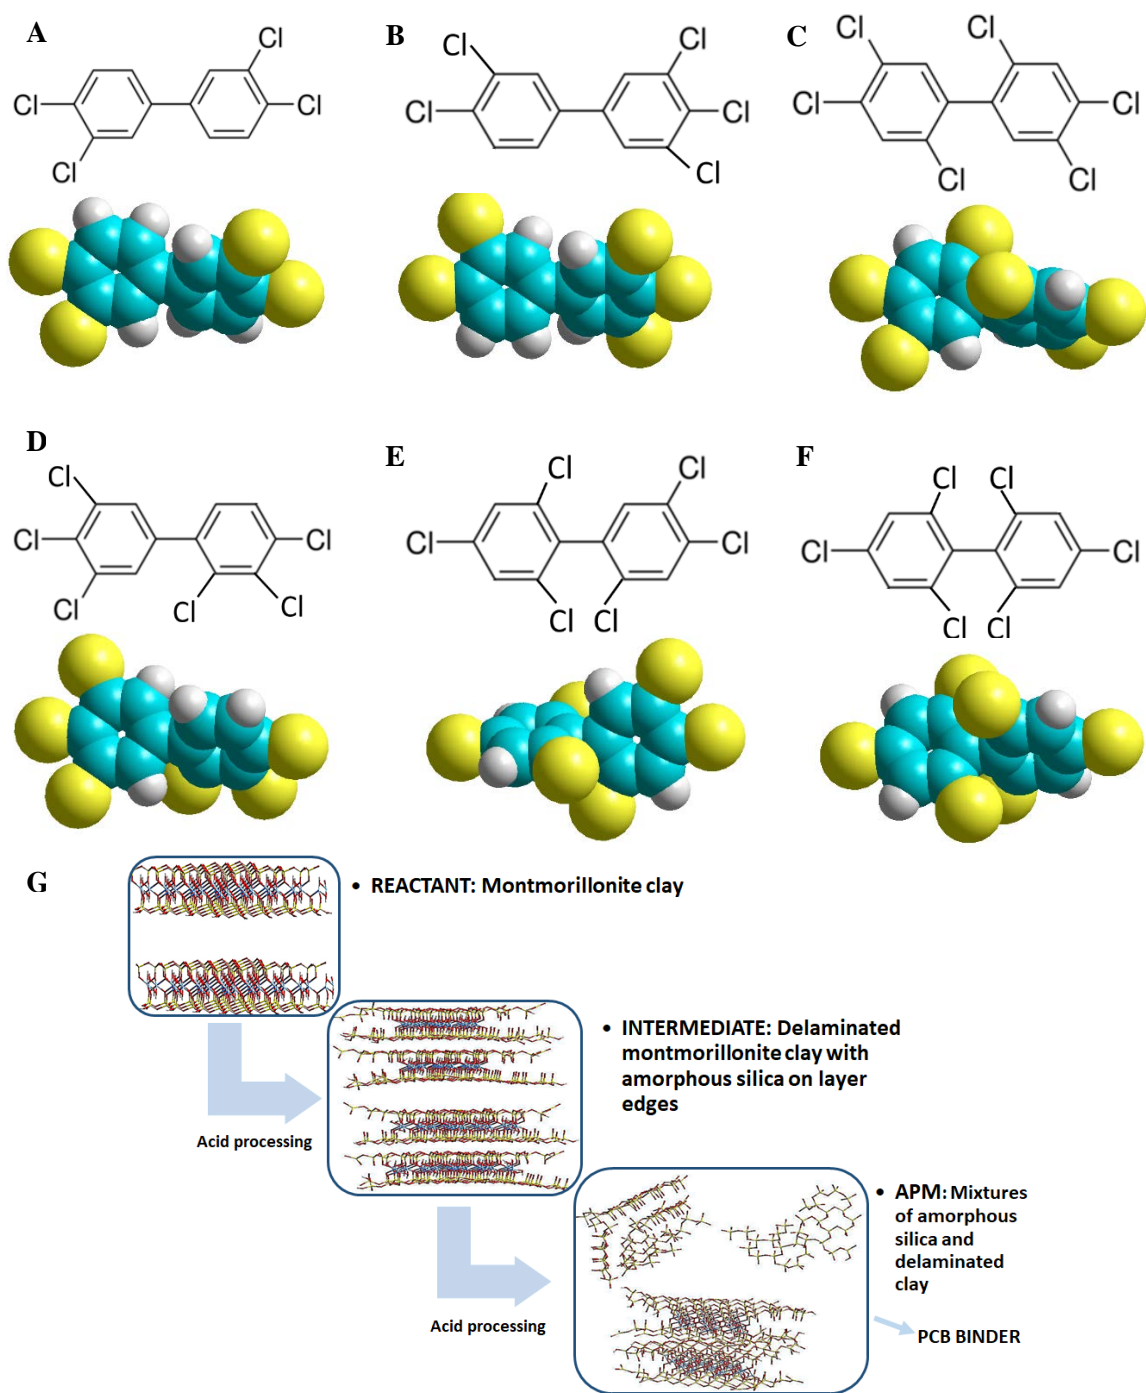 A
Cl
Cl
Cl
Cl
B
Cl
Cl
Cl
Cl
Cl
C
Cl
Cl
Cl
Cl
Cl
Cl
D
Cl
Cl
Cl
Cl
Cl
Cl
E
Cl
Cl
Cl
Cl
Cl
Cl
F
Cl
Cl
Cl
Cl
Cl
Cl
G
• REACTANT: Montmorillonite clay
Acid processing
• INTERMEDIATE: Delaminated
montmorillonite clay with
amorphous silica on layer
edges
Acid processing
• APM: Mixtures
of amorphous
silica and
delaminated
clay
PCB BINDER